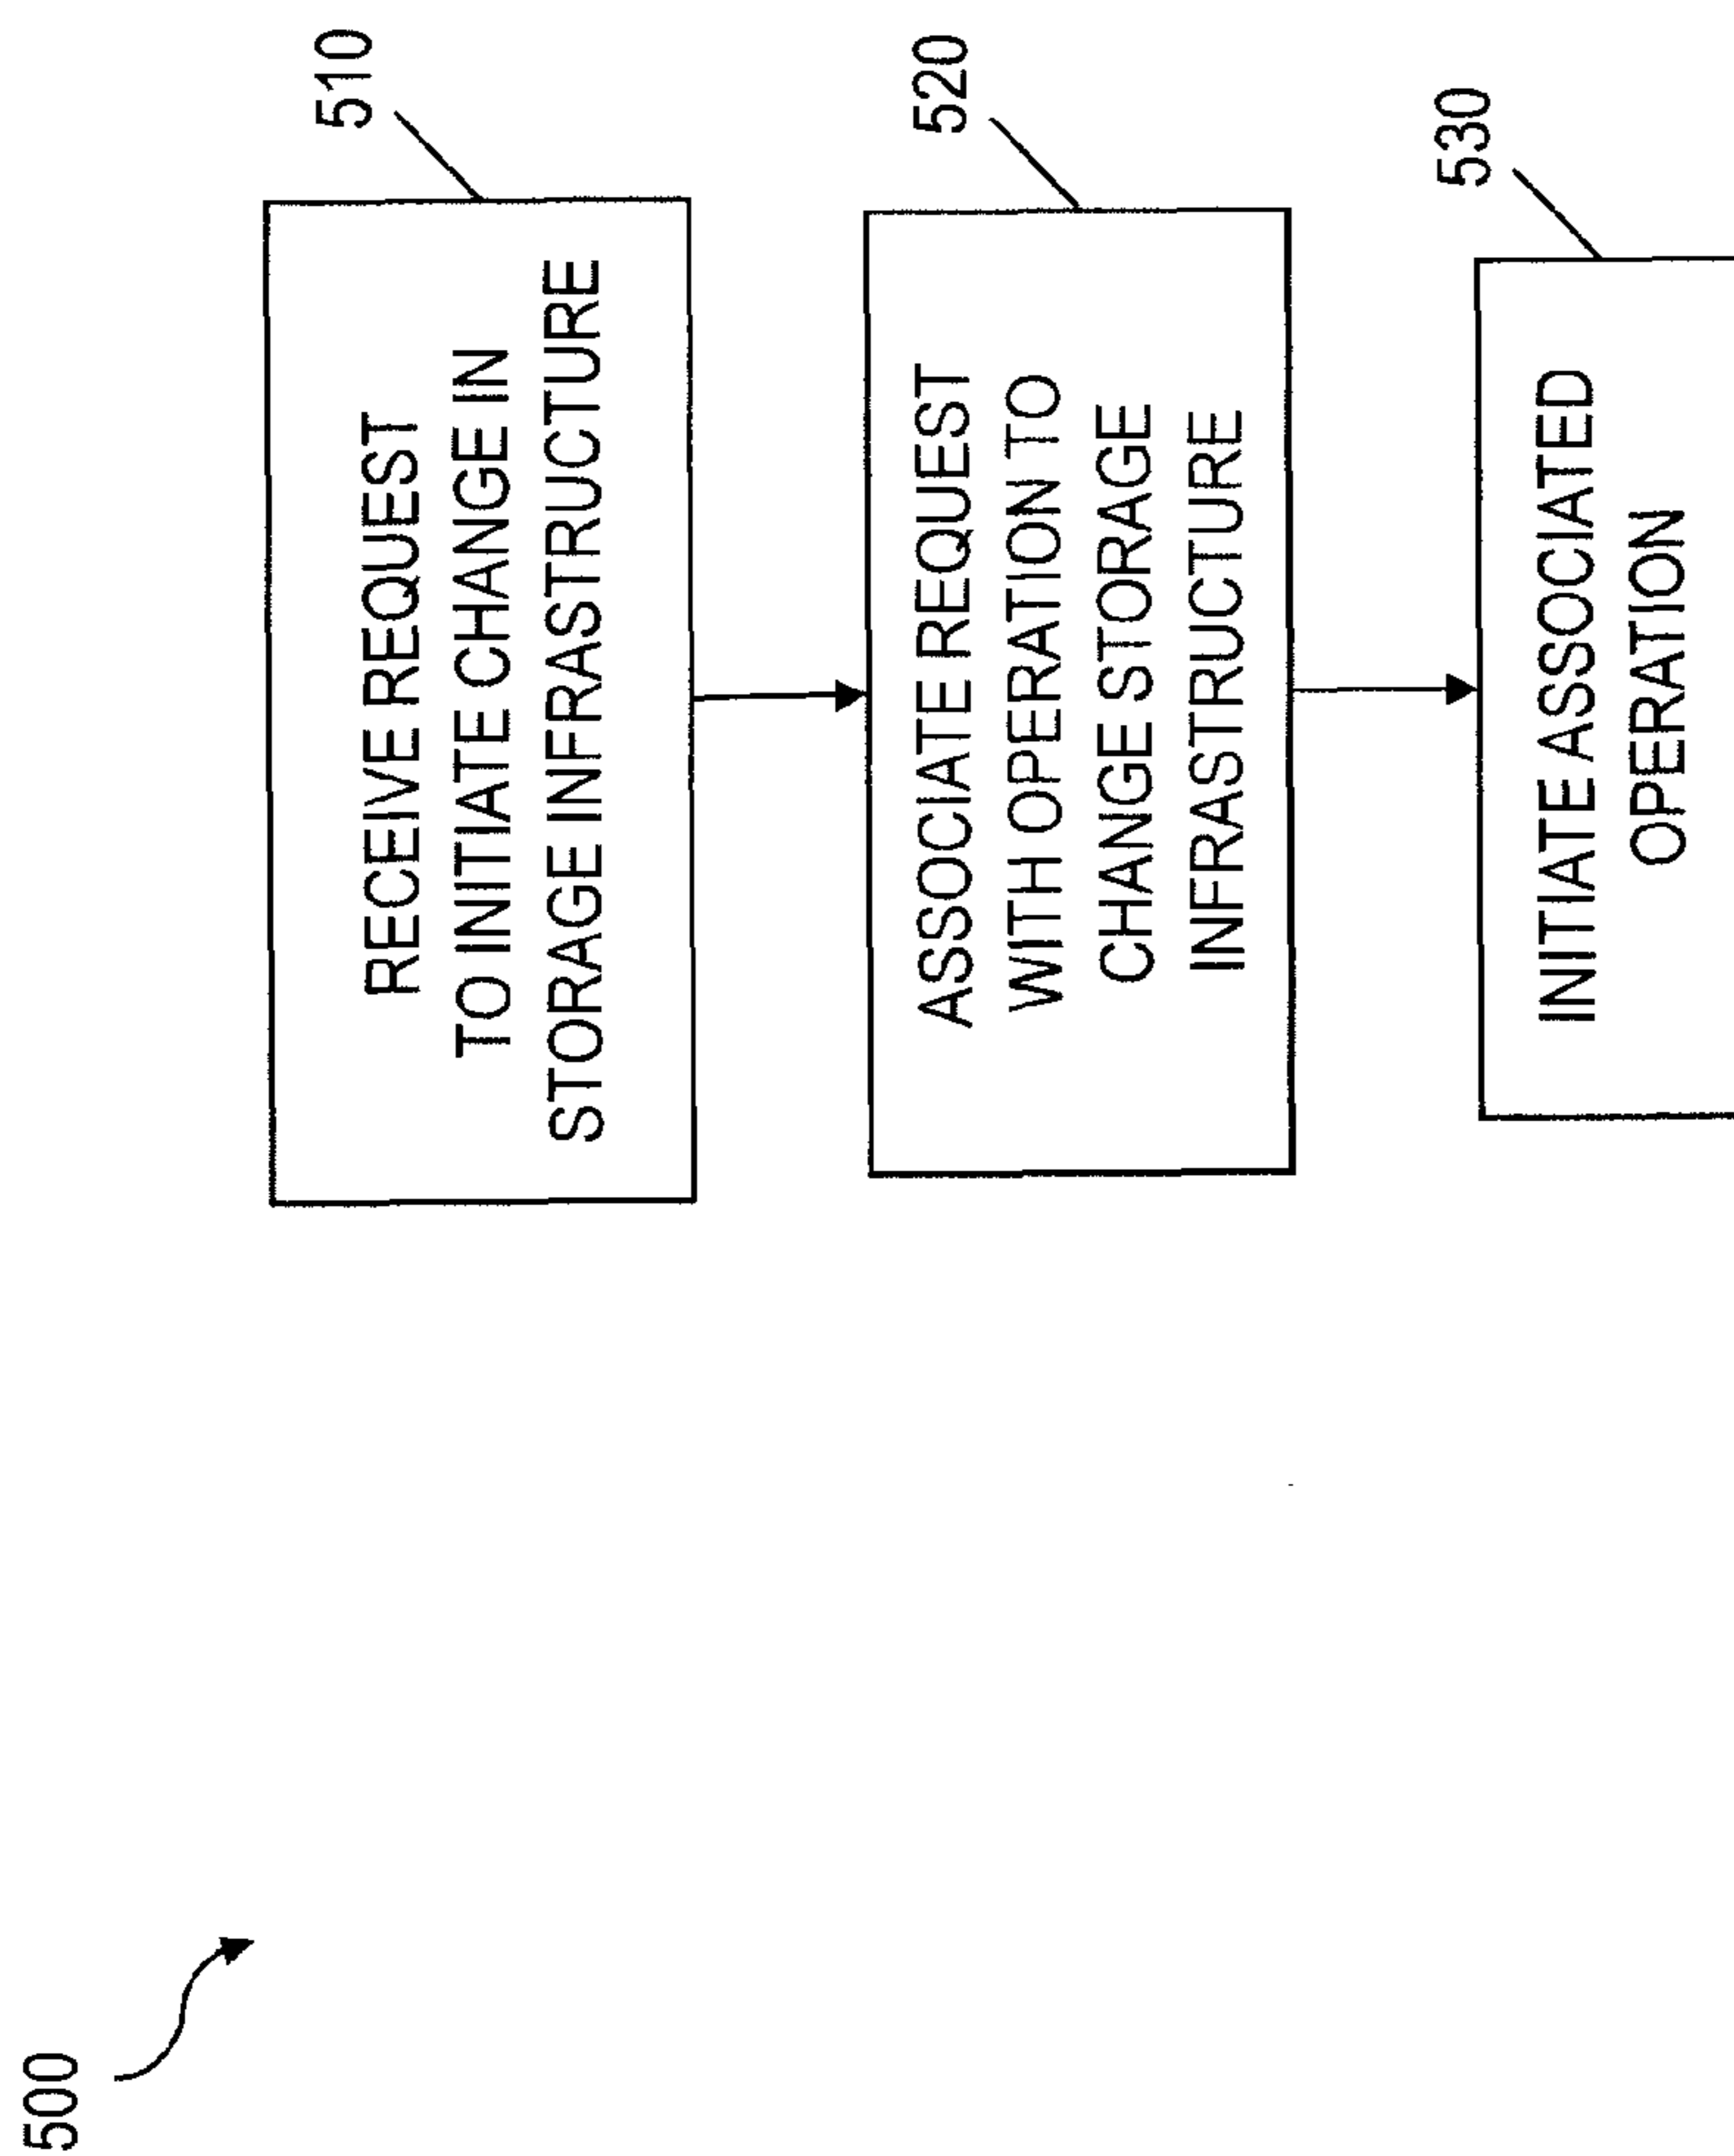 500
510
RECEIVE REQUEST
TO INITIATE CHANGE IN
STORAGE INFRASTRUCTURE
520
ASSOCIATE REQUEST
WITH OPERATION TO
CHANGE STORAGE
INFRASTRUCTURE
530
INITIATE ASSOCIATED
OPERATION